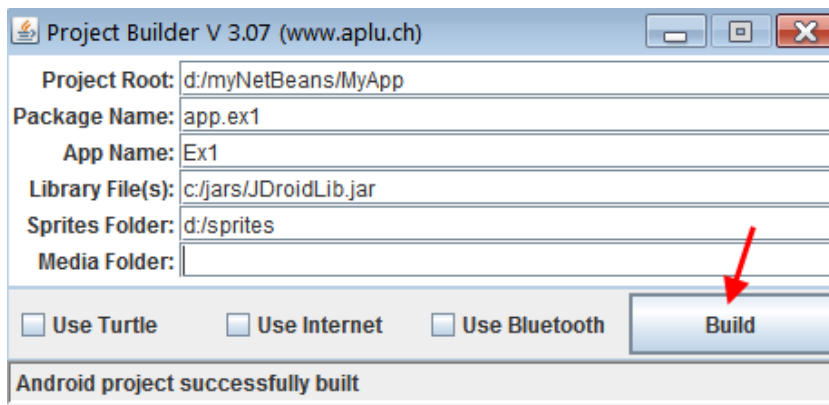 Project Builder V 3.07 (www.aplu.ch)
Project Root: d:/myNetBeans/MyApp
Package Name: app.ex1
App Name: Ex1
Library File(s): c:/jars/JDroidLib.jar
Sprites Folder: d:/sprites
Media Folder:
Use Turtle Use Internet Use Bluetooth Build
Android project successfully built